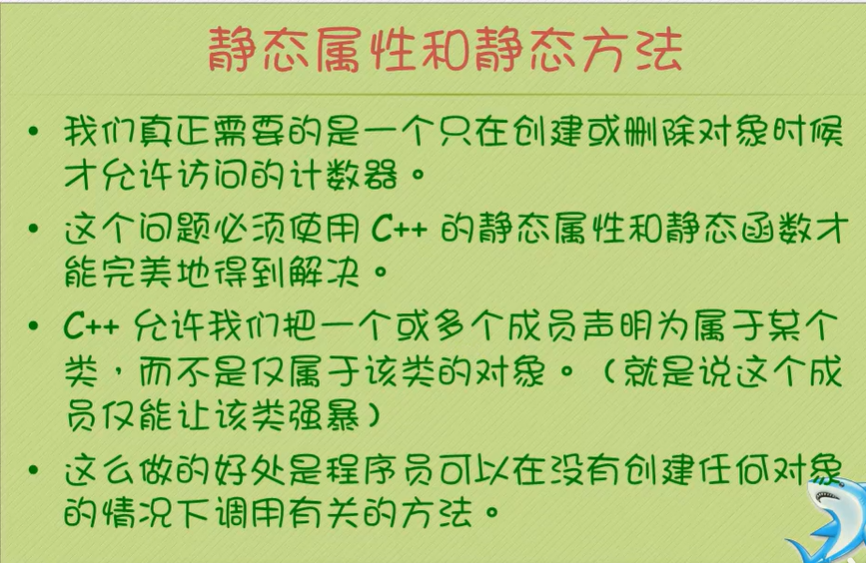 静态属性和静态方法
• 我们真正需要的是一个只在创建或删除对象时候
才允许访问的计数器。
• 这个问题必须使用 C++ 的静态属性和静态函数才
能完美地得到解决。
• C++ 允许我们把一个或多个成员声明为属于某个
类，而不是仅属于该类的对象。（就是说这个成
员仅能让该类强暴）
• 这么做的好处是程序员可以在没有创建任何对象
的情况下调用有关的方法。